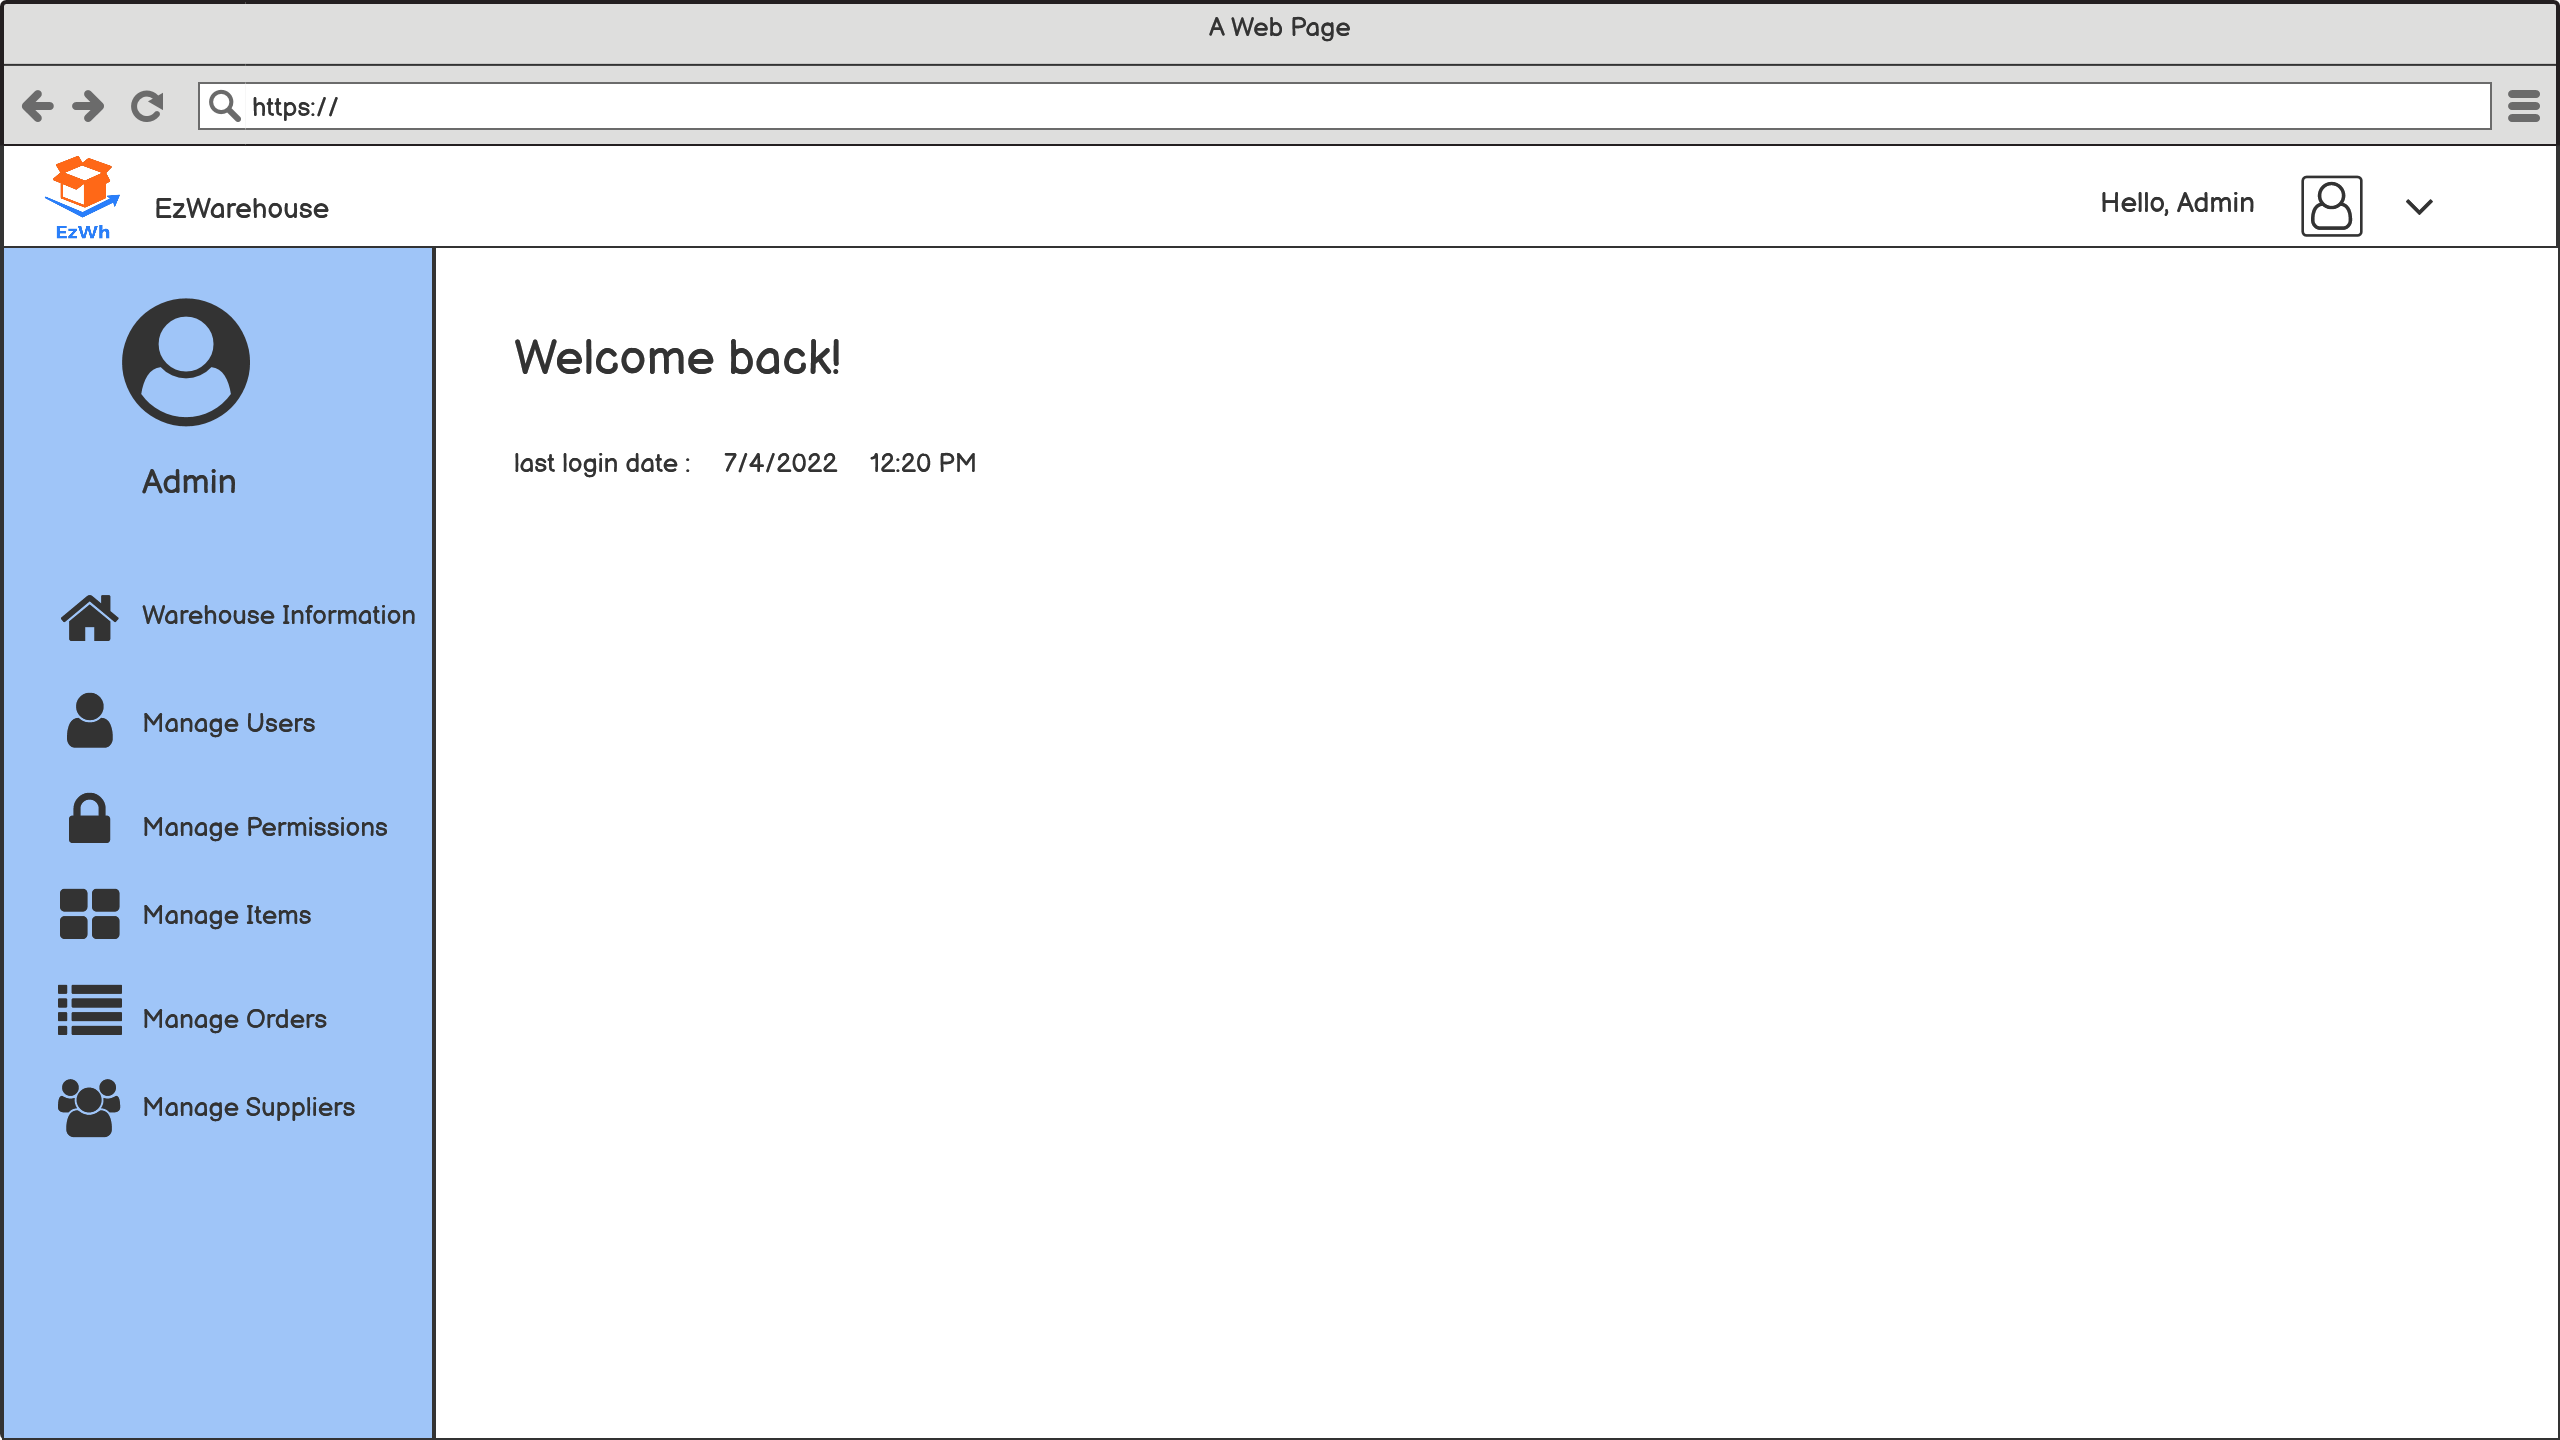 A Web Page
https://
EzWh
EzWarehouse
Hello, Admin
Admin
Warehouse Information
Manage Users
Manage Permissions
Manage Items
Manage Orders
Manage Suppliers
Welcome back!
last login date : 7/4/2022 12:20 PM